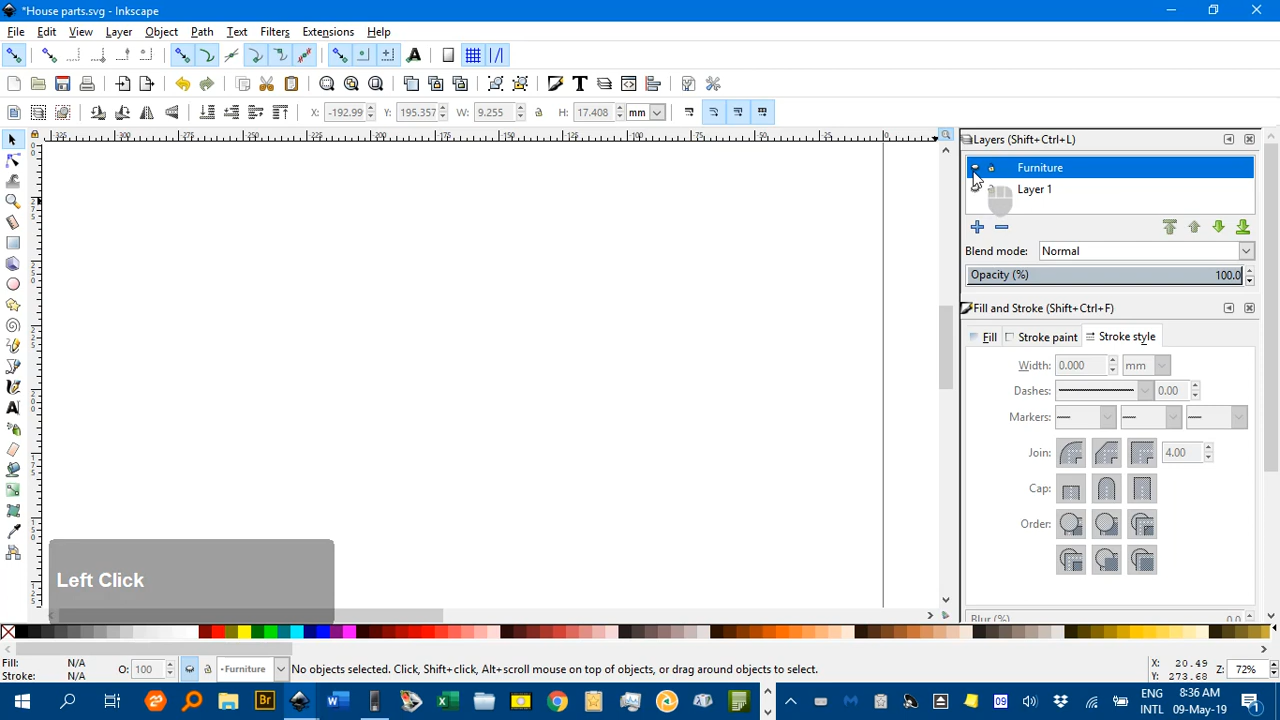 *House parts.svg - Inkscape
File Edit View Layer Object Path Text Filters Extensions Help
X: -192.99 Y: 195.357 W: 9.255 H: 17.408 mm
Layers (Shift+Ctrl+L)
Furniture
Layer 1
Blend mode: Normal
Opacity (%) 100.0
Fill and Stroke (Shift+Ctrl+F)
Fill Stroke paint Stroke style
Width: 0.000 mm
Dashes: 0.00
Markers:
Join: 4.00
Cap:
Order:
Left Click
Blur (%) 0.0
Fill: N/A
Stroke: N/A
O: 100
•Furniture
No objects selected. Click, Shift+click, Alt+scroll mouse on top of objects, or drag around objects to select.
X: 20.49
Y: 273.68
Z: 72%
ENG
INTL
8:36 AM
09-May-19